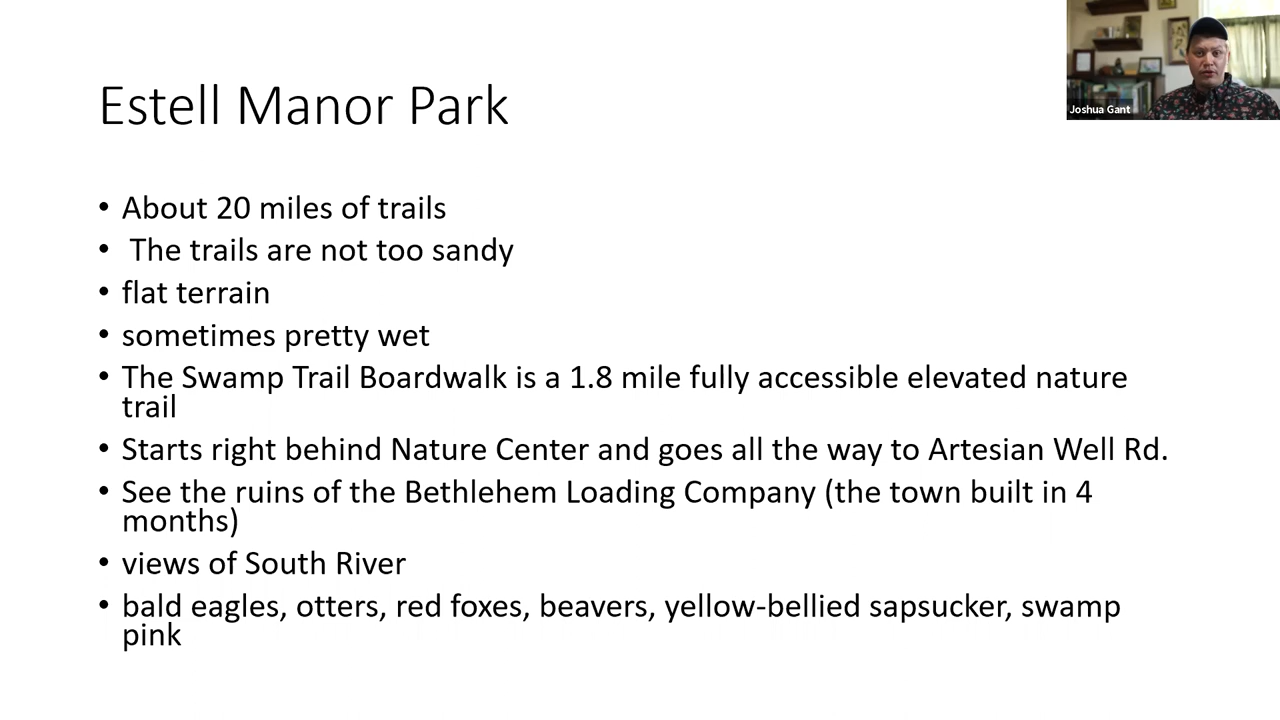 Estell Manor Park
Joshua Gant
• About 20 miles of trails
• The trails are not too sandy
• flat terrain
• sometimes pretty wet
• The Swamp Trail Boardwalk is a 1.8 mile fully accessible elevated nature
trail
• Starts right behind Nature Center and goes all the way to Artesian Well Rd.
• See the ruins of the Bethlehem Loading Company (the town built in 4
months)
• views of South River
• bald eagles, otters, red foxes, beavers, yellow-bellied sapsucker, swamp
pink